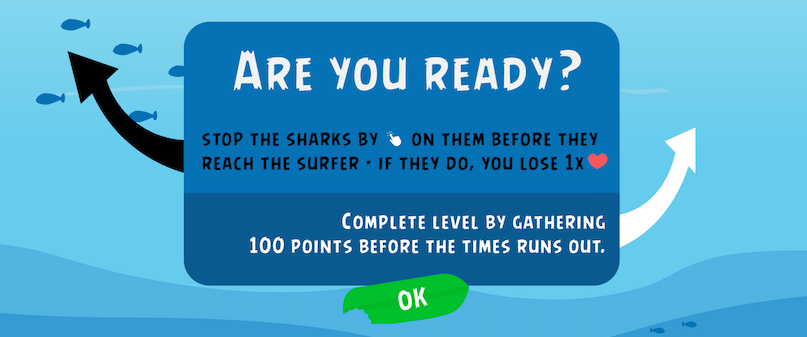 ARE YOU READY?
STOP THE SHARKS BY ON THEM BEFORE THEY
REACH THE SURFER - IF THEY DO, YOU LOSE 1X
COMPLETE LEVEL BY GATHERING
100 POINTS BEFORE THE TIMES RUNS OUT.
OK